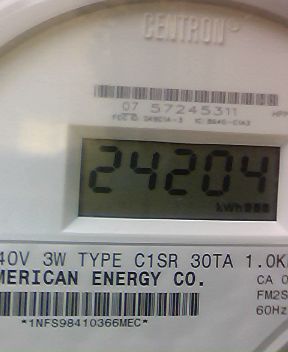 CENTRON®
07 57245311
24204
kWh
40V 3W TYPE C1SR 30TA 1.0K
MERICAN ENERGY CO.
CA 0
FM2S
60Hz
*1NFS98410366MEC*